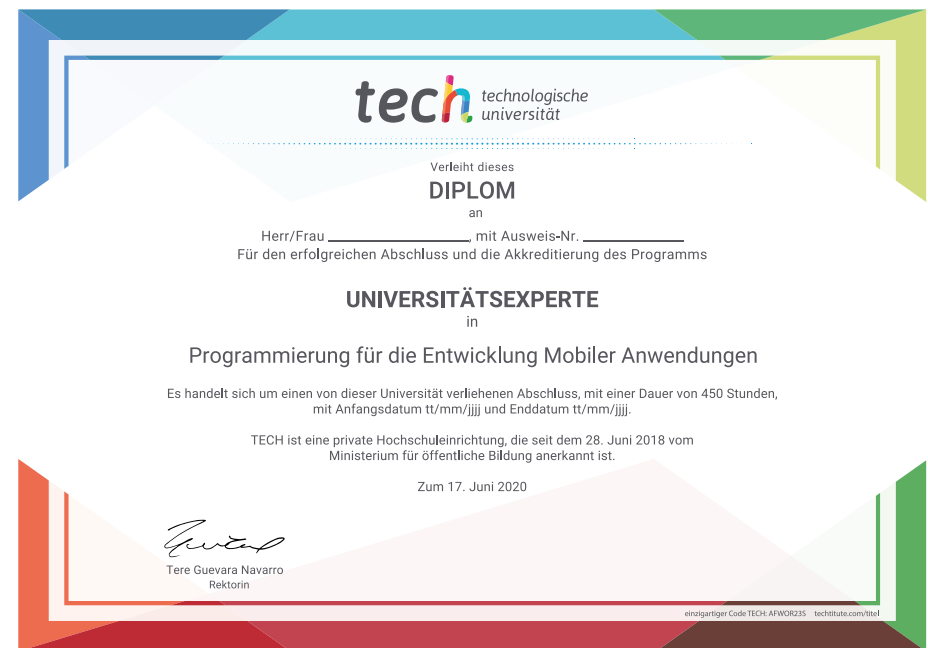 tech technologische
universität
Verleiht dieses
DIPLOM
an
Herr/Frau ___________________, mit Ausweis-Nr. ______________
Für den erfolgreichen Abschluss und die Akkreditierung des Programms
UNIVERSITÄTSEXPERTE
in
Programmierung für die Entwicklung Mobiler Anwendungen
Es handelt sich um einen von dieser Universität verliehenen Abschluss, mit einer Dauer von 450 Stunden,
mit Anfangsdatum tt/mm/jjjj und Enddatum tt/mm/jjjj.
TECH ist eine private Hochschuleinrichtung, die seit dem 28. Juni 2018 vom
Ministerium für öffentliche Bildung anerkannt ist.
Zum 17. Juni 2020
Tere Guevara Navarro
Rektorin
einzigartiger Code TECH: AFWOR23S techtitute.com/titel